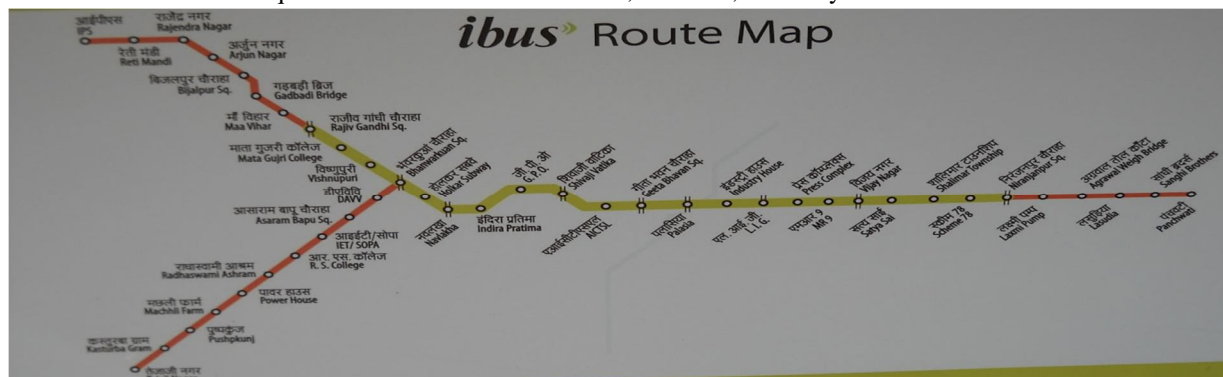 ibus» Route Map
आईपीएस
IPS
राजेंद्र नगर
Rajendra Nagar
रेती मंडी
Reti Mandi
अर्जुन नगर
Arjun Nagar
बिजलपुर चौराहा
Bijalpur Sq.
गडबडी ब्रिज
Gadbadi Bridge
माँ विहार
Maa Vihar
राजीव गांधी चौराहा
Rajiv Gandhi Sq.
माता गुजरी कॉलेज
Mata Gujri College
विष्णुपुरी
Vishnupuri
भंवरकुआं चौराहा
Bhanwarkuan Sq.
डीएविवि
DAVV
आसाराम बापू चौराहा
Asaram Bapu Sq.
आइईटी/सोपा
IET/ SOPA
आर. एस. कॉलेज
R. S. College
राधास्वामी आश्रम
Radhaswami Ashram
पावर हाउस
Power House
मछली फार्म
Machhli Farm
पुष्पकुंज
Pushpkunj
कस्तूरबा ग्राम
Kasturba Gram
तेजाजी नगर
होलकर सबवे
Holkar Subway
नवलखा
Navlakha
इंदिरा प्रतिमा
Indira Pratima
जी. पी. ओ
G.P.O.
शिवाजी वाटिका
Shivaji Vatika
एआईसीटीएसएल
AICTSL
गीता भवन चौराहा
Geeta Bhavan Sq.
पलासिया
Palasia
इंडस्ट्री हाउस
Industry House
एल. आई. जी.
L. I. G.
प्रेस कॉम्प्लेक्स
Press Complex
एमआर 9
MR 9
विजय नगर
Vijay Nagar
सत्य साई
Satya Sai
शालिमार टाउनशिप
Shalimar Township
स्कीम 78
Scheme 78
निरंजनपुर चौराहा
Niranjanpur Sq.
लक्ष्मी पम्प
Laxmi Pump
अग्रवाल तोल काँटा
Agrawal Weigh Bridge
लसुड़िया
Lasudia
सांघी ब्रदर्स
Sanghi Brothers
पंचवटी
Panchwati